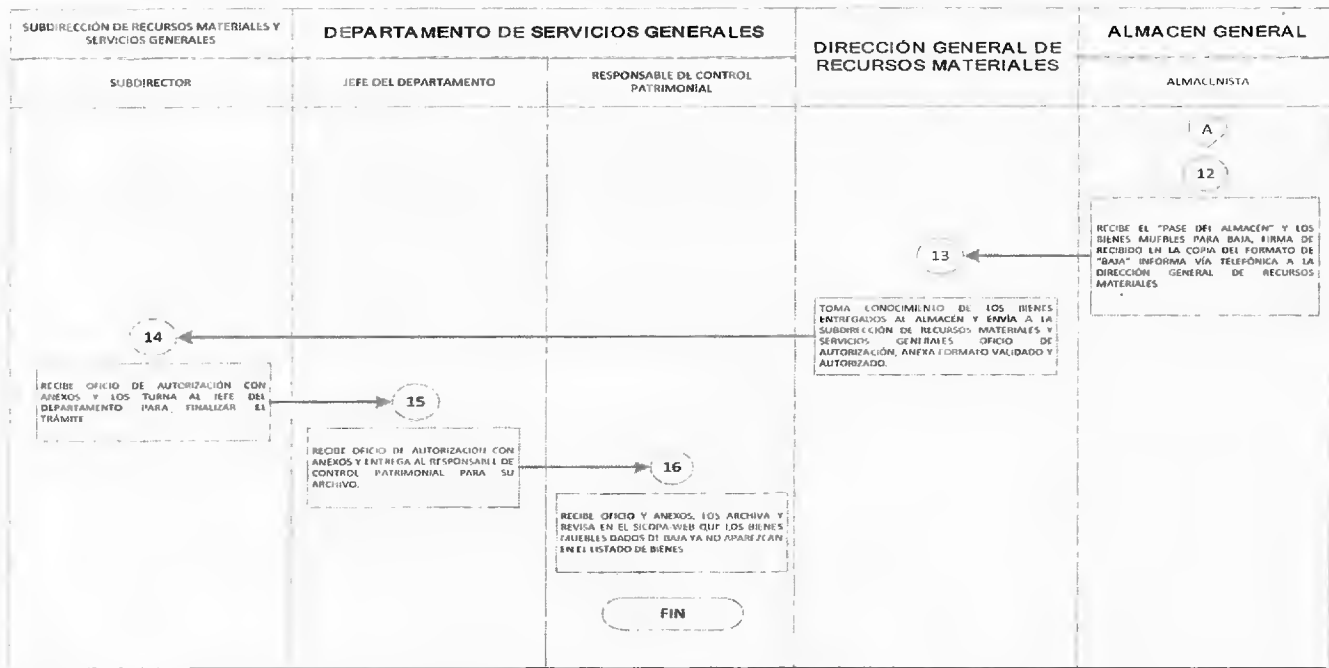 SUBDIRECCIÓN DE RECURSOS MATERIALES Y
SERVICIOS GENERALES
DEPARTAMENTO DE SERVICIOS GENERALES
DIRECCIÓN GENERAL DE
RECURSOS MATERIALES
ALMACEN GENERAL
SUBDIRECTOR
JEFE DEL DEPARTAMENTO
RESPONSABLE DE CONTROL
PATRIMONIAL
ALMACENISTA
A
12
RECIBE EL "PASE DEL ALMACÉN" Y LOS
BIENES MUEBLES PARA BAJA, FIRMA DE
RECIBIDO EN LA COPIA DEL FORMATO DE
"BAJA" INFORMA VÍA TELEFÓNICA A LA
DIRECCIÓN GENERAL DE RECURSOS
MATERIALES
13
TOMA CONOCIMIENTO DE LOS BIENES
ENTREGADOS AL ALMACÉN Y ENVÍA A LA
SUBDIRECCIÓN DE RECURSOS MATERIALES Y
SERVICIOS GENERALES OFICIO DE
AUTORIZACIÓN, ANEXA FORMATO VALIDADO Y
AUTORIZADO.
14
RECIBE OFICIO DE AUTORIZACIÓN CON
ANEXOS Y LOS TURNA AL JEFE DEL
DEPARTAMENTO PARA FINALIZAR EL
TRÁMITE
15
RECIBE OFICIO DE AUTORIZACIÓN CON
ANEXOS Y ENTREGA AL RESPONSABLE DE
CONTROL PATRIMONIAL PARA SU
ARCHIVO.
16
RECIBE OFICIO Y ANEXOS, LOS ARCHIVA Y
REVISA EN EL SICOPA-WEB QUE LOS BIENES
MUEBLES DADOS DE BAJA YA NO APAREZCAN
EN EL LISTADO DE BIENES
FIN